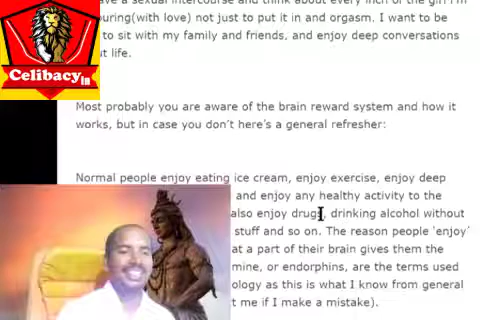 have a sexual intercourse and think about every inch of the girl I'm
ouring(with love) not just to put it in and orgasm. I want to be
to sit with my family and friends, and enjoy deep conversations
ut life.
Celibacy
in
Most probably you are aware of the brain reward system and how it
works, but in case you don't here's a general refresher:
Normal people enjoy eating ice cream, enjoy exercise, enjoy deep
and enjoy any healthy activity to the
also enjoy drugs, drinking alcohol without
stuff and so on. The reason people 'enjoy'
at a part of their brain gives them the
mine, or endorphins, are the terms used
ology as this is what I know from general
t me if I make a mistake).